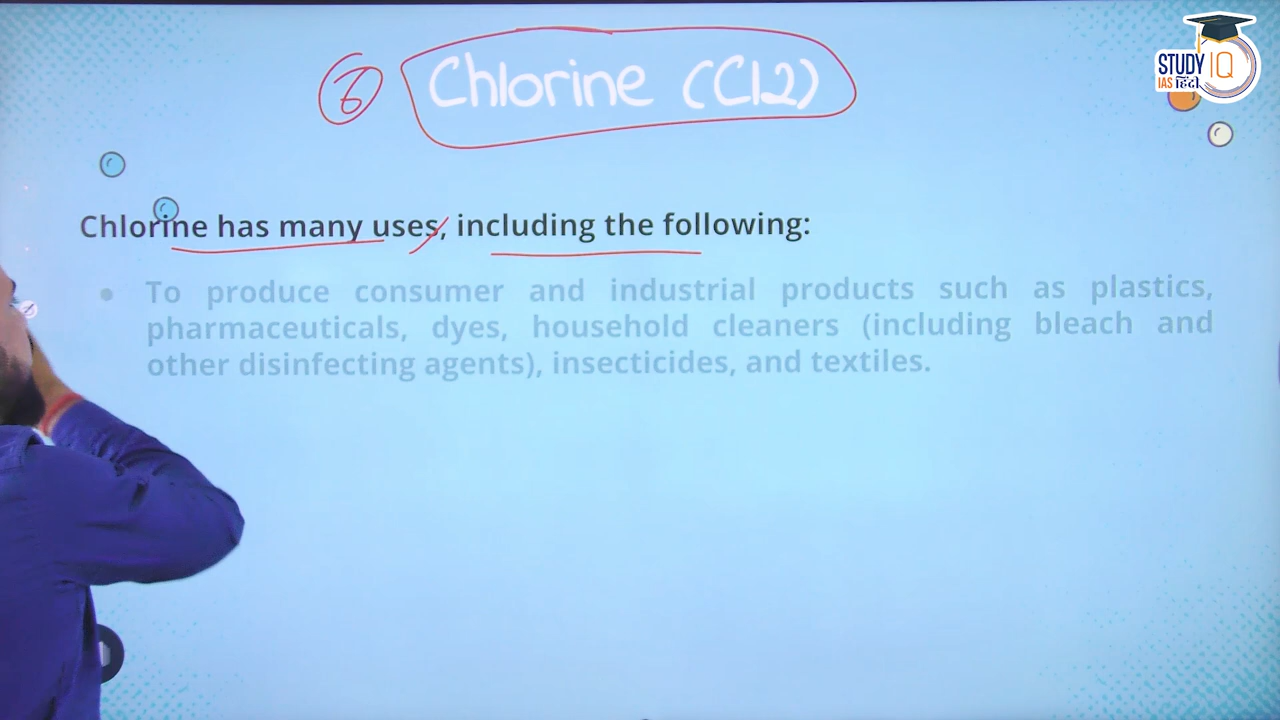 STUDY IQ
IAS हिंदी
6 Chlorine (Cl2)
Chlorine has many uses, including the following:
• To produce consumer and industrial products such as plastics,
pharmaceuticals, dyes, household cleaners (including bleach and
other disinfecting agents), insecticides, and textiles.